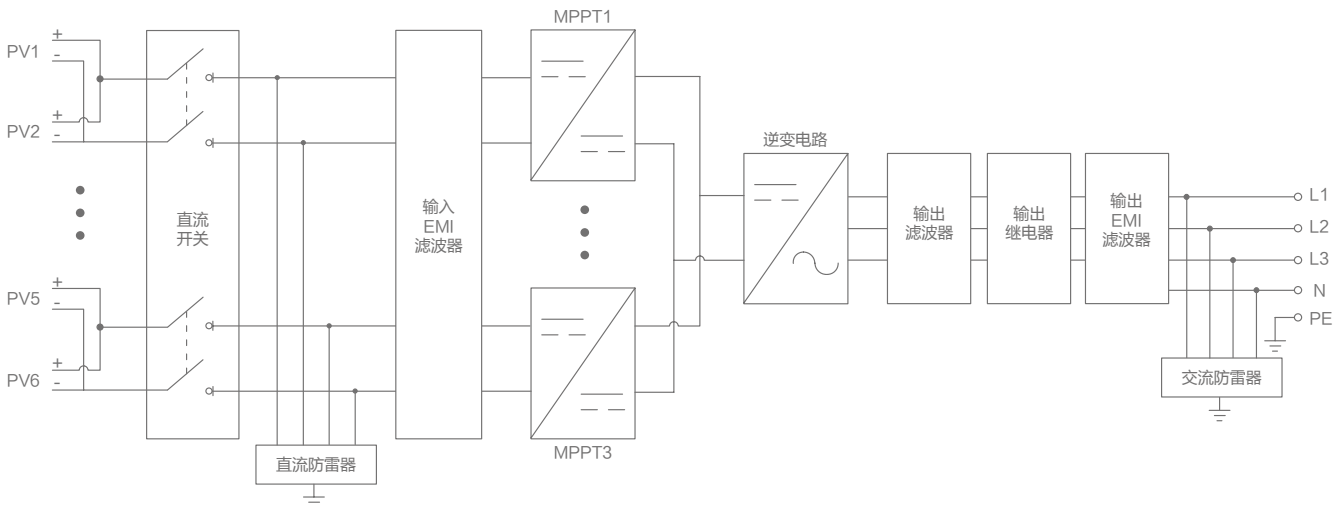 MPPT1
PV1
+
-
PV2
+
-
直流
开关
输入
EMI
滤波器
逆变电路
输出
滤波器
输出
继电器
输出
EMI
滤波器
L1
L2
L3
N
PE
PV5
+
-
PV6
+
-
交流防雷器
MPPT3
直流防雷器